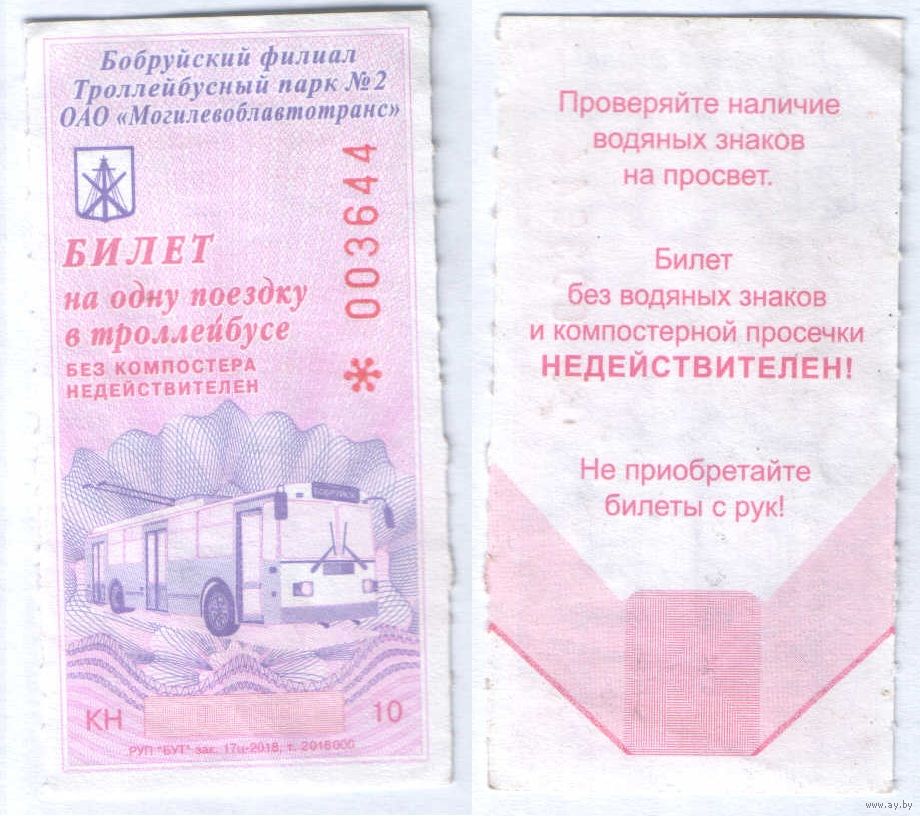 Бобруйский филиал
Троллейбусный парк №2
ОАО «Могилевоблавтотранс»
003644
БИЛЕТ
на одну поездку
в троллейбусе
БЕЗ КОМПОСТЕРА
НЕДЕЙСТВИТЕЛЕН
КН 10
РУП "БУТ" зак. 17ц-2018, т. 2018000
Проверяйте наличие
водяных знаков
на просвет.
Билет
без водяных знаков
и компостерной просечки
НЕДЕЙСТВИТЕЛЕН!
Не приобретайте
билеты с рук!
www.ay.by